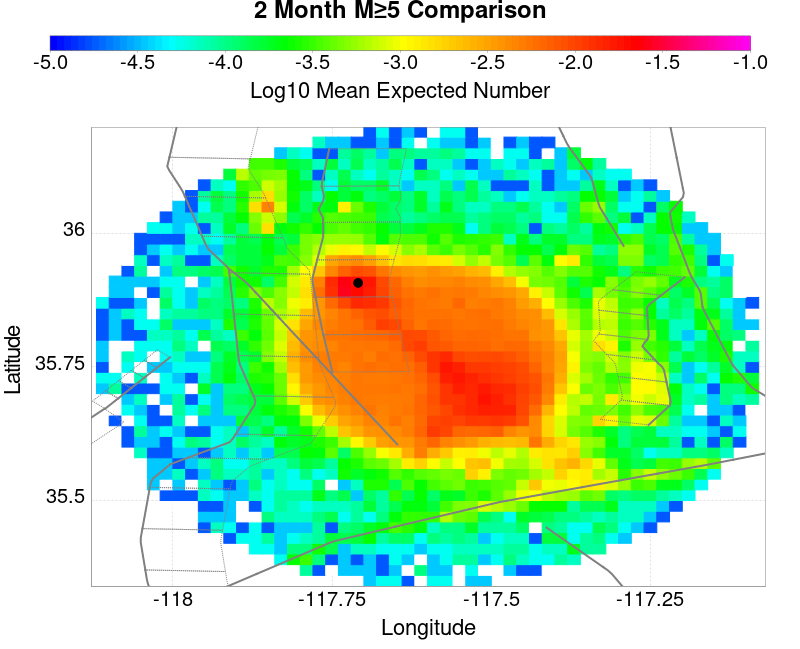 2 Month M≥5 Comparison
-5.0 -4.5 -4.0 -3.5 -3.0 -2.5 -2.0 -1.5 -1.0
Log10 Mean Expected Number
36
35.75
35.5
Latitude
-118 -117.75 -117.5 -117.25
Longitude